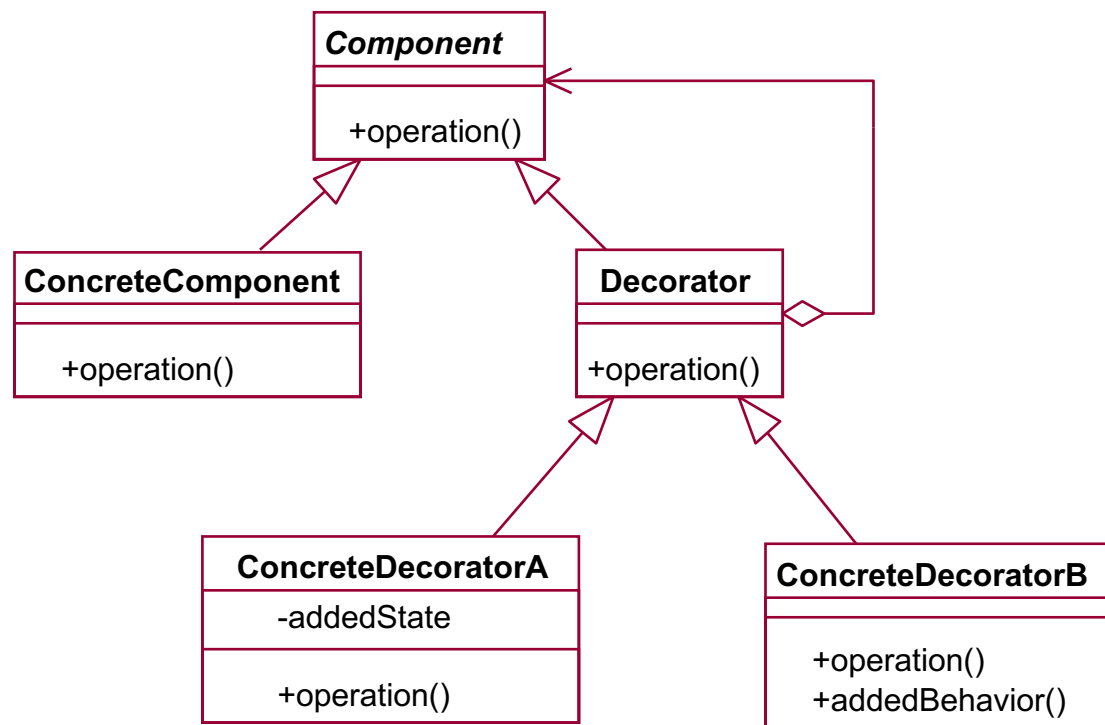 Component
+operation()
ConcreteComponent
+operation()
Decorator
+operation()
ConcreteDecoratorA
-addedState
+operation()
ConcreteDecoratorB
+operation()
+addedBehavior()